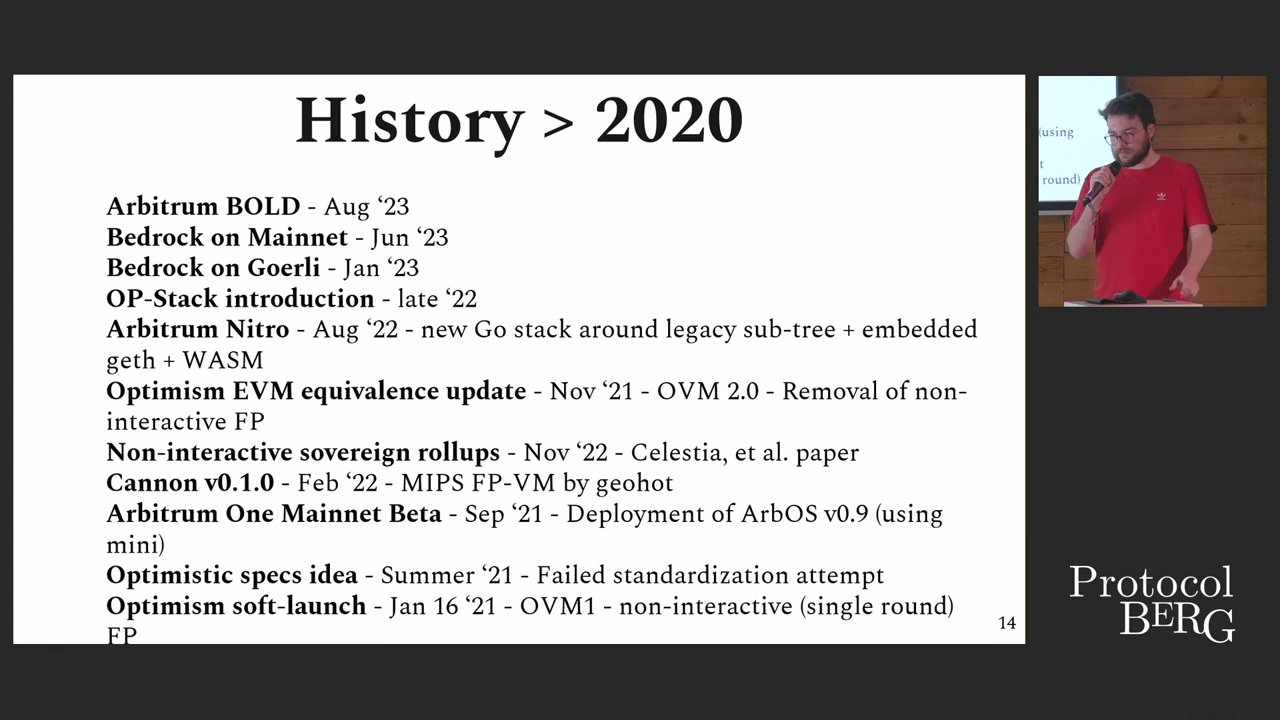 History > 2020
Arbitrum BOLD - Aug ‘23
Bedrock on Mainnet - Jun ‘23
Bedrock on Goerli - Jan ‘23
OP-Stack introduction - late ‘22
Arbitrum Nitro - Aug ‘22 - new Go stack around legacy sub-tree + embedded
geth + WASM
Optimism EVM equivalence update - Nov ‘21 - OVM 2.0 - Removal of non-
interactive FP
Non-interactive sovereign rollups - Nov ‘22 - Celestia, et al. paper
Cannon v0.1.0 - Feb ‘22 - MIPS FP-VM by geohot
Arbitrum One Mainnet Beta - Sep ‘21 - Deployment of ArbOS v0.9 (using
mini)
Optimistic specs idea - Summer ‘21 - Failed standardization attempt
Optimism soft-launch - Jan 16 ‘21 - OVM1 - non-interactive (single round)
FP
14
(using
t
round)
Protocol
BERG